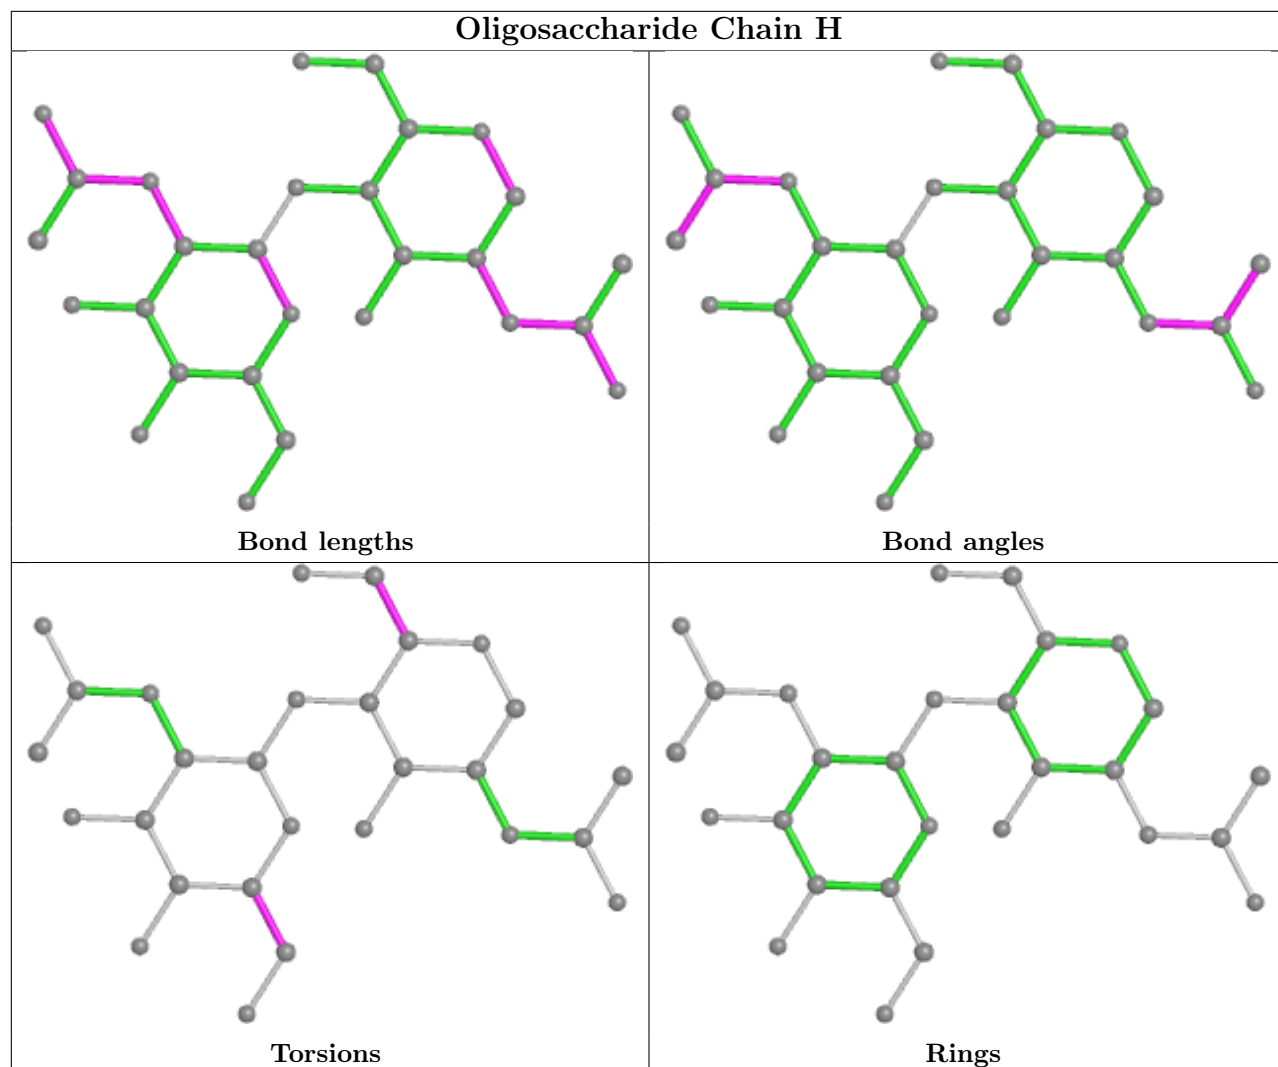 Oligosaccharide Chain H
Bond lengths
Bond angles
Torsions
Rings